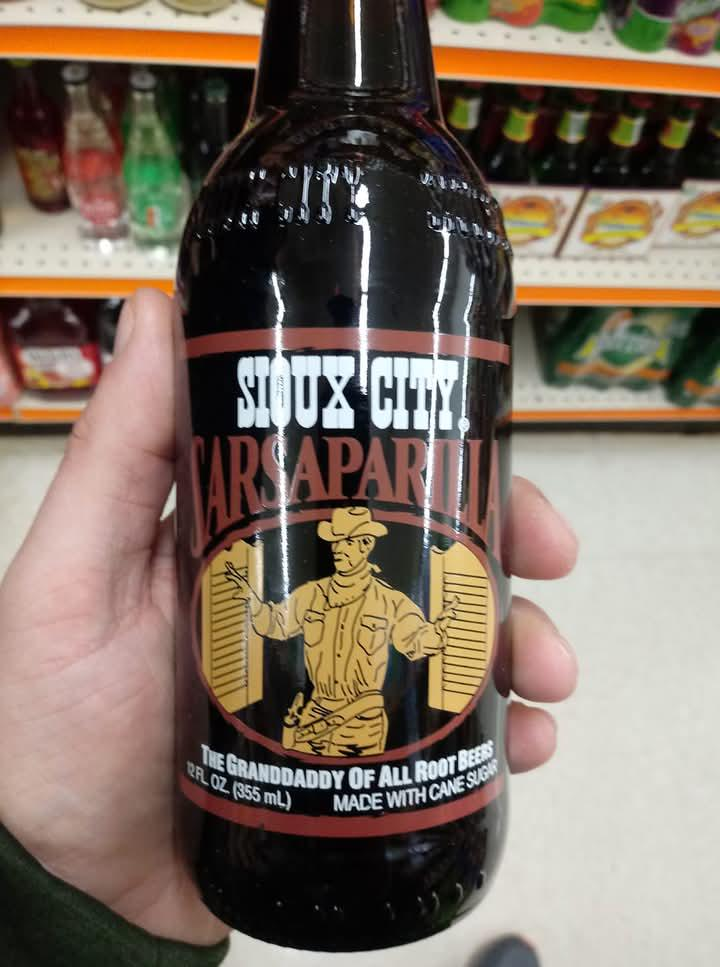 SIOUX CITY
SARSAPARILLA
THE GRANDDADDY OF ALL ROOT BEERS
12 FL. OZ. (355 mL) MADE WITH CANE SUGAR